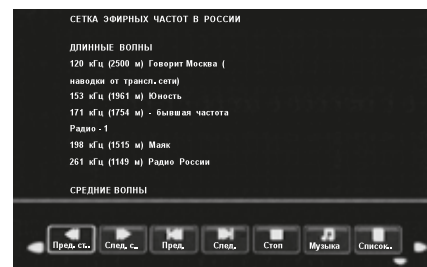 СЕТКА ЭФИРНЫХ ЧАСТОТ В РОССИИ
ДЛИННЫЕ ВОЛНЫ
120 кГц (2500 м) Говорит Москва (
наводки от трансл. сети)
153 кГц (1961 м) Юность
171 кГц (1754 м) - бывшая частота
Радио - 1
198 кГц (1515 м) Маяк
261 кГц (1149 м) Радио России
СРЕДНИЕ ВОЛНЫ
Пред. ст.. След. с.. Пред. След. Стоп Музыка Список..